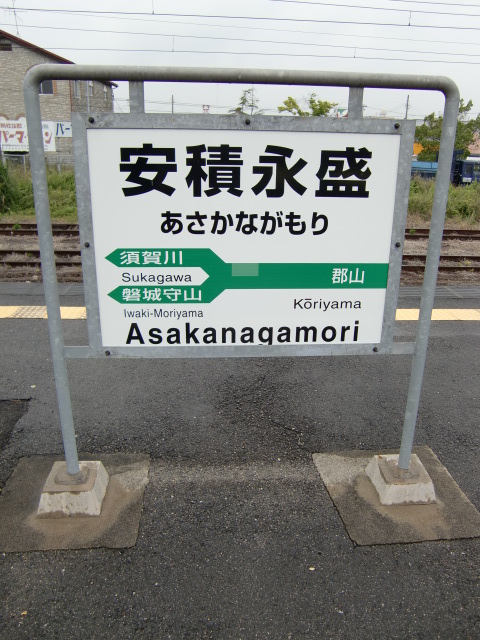 安積永盛
あさかながもり
須賀川
Sukagawa
磐城守山
Iwaki-Moriyama
郡山
Kōriyama
Asakanagamori